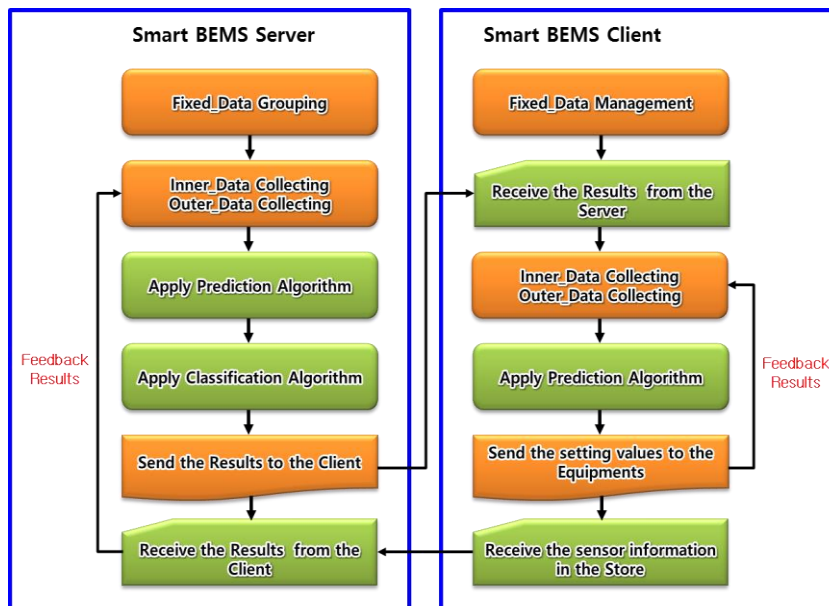 Smart BEMS Server
Fixed_Data Grouping
Inner_Data Collecting
Outer_Data Collecting
Apply Prediction Algorithm
Apply Classification Algorithm
Send the Results to the Client
Receive the Results from the
Client
Feedback
Results
Smart BEMS Client
Fixed_Data Management
Receive the Results from the
Server
Inner_Data Collecting
Outer_Data Collecting
Apply Prediction Algorithm
Send the setting values to the
Equipments
Receive the sensor information
in the Store
Feedback
Results